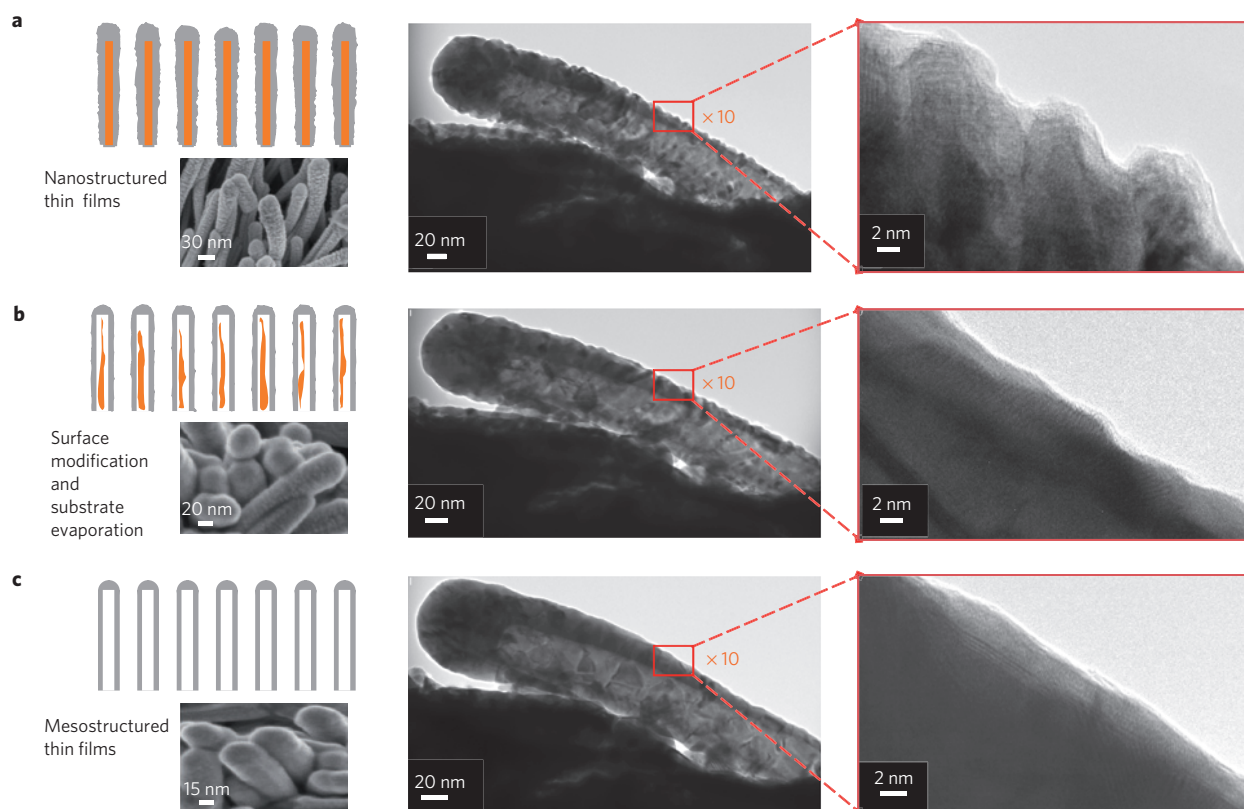 a
Nanostructured
thin films
30 nm
20 nm
× 10
2 nm
b
Surface
modification
and
substrate
evaporation
20 nm
20 nm
× 10
2 nm
c
Mesostructured
thin films
15 nm
20 nm
× 10
2 nm